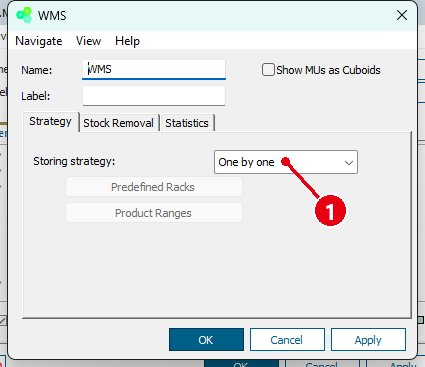 WMS
Navigate View Help
Name: WMS
Show MUs as Cuboids
Label:
Strategy Stock Removal Statistics
Storing strategy: One by one
Predefined Racks
Product Ranges
1
OK Cancel Apply